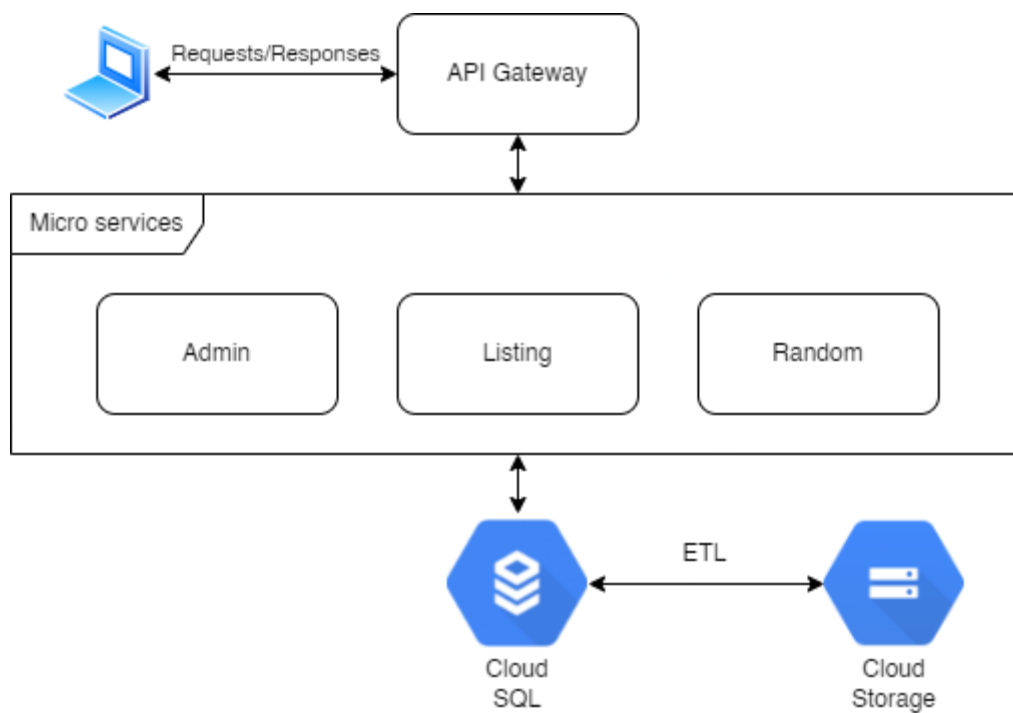 Requests/Responses
API Gateway
Micro services
Admin
Listing
Random
ETL
Cloud
SQL
Cloud
Storage